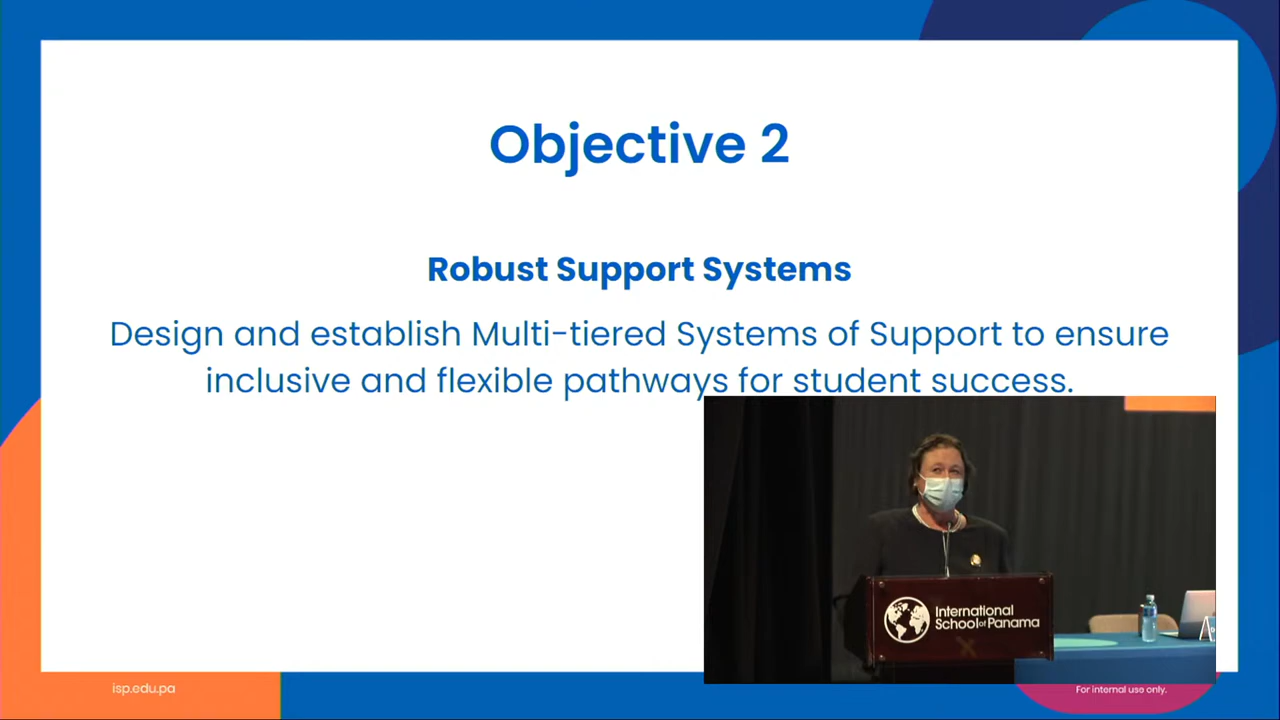 Objective 2
Robust Support Systems
Design and establish Multi-tiered Systems of Support to ensure
inclusive and flexible pathways for student success.
International
School of Panama
isp.edu.pa
For internal use only.